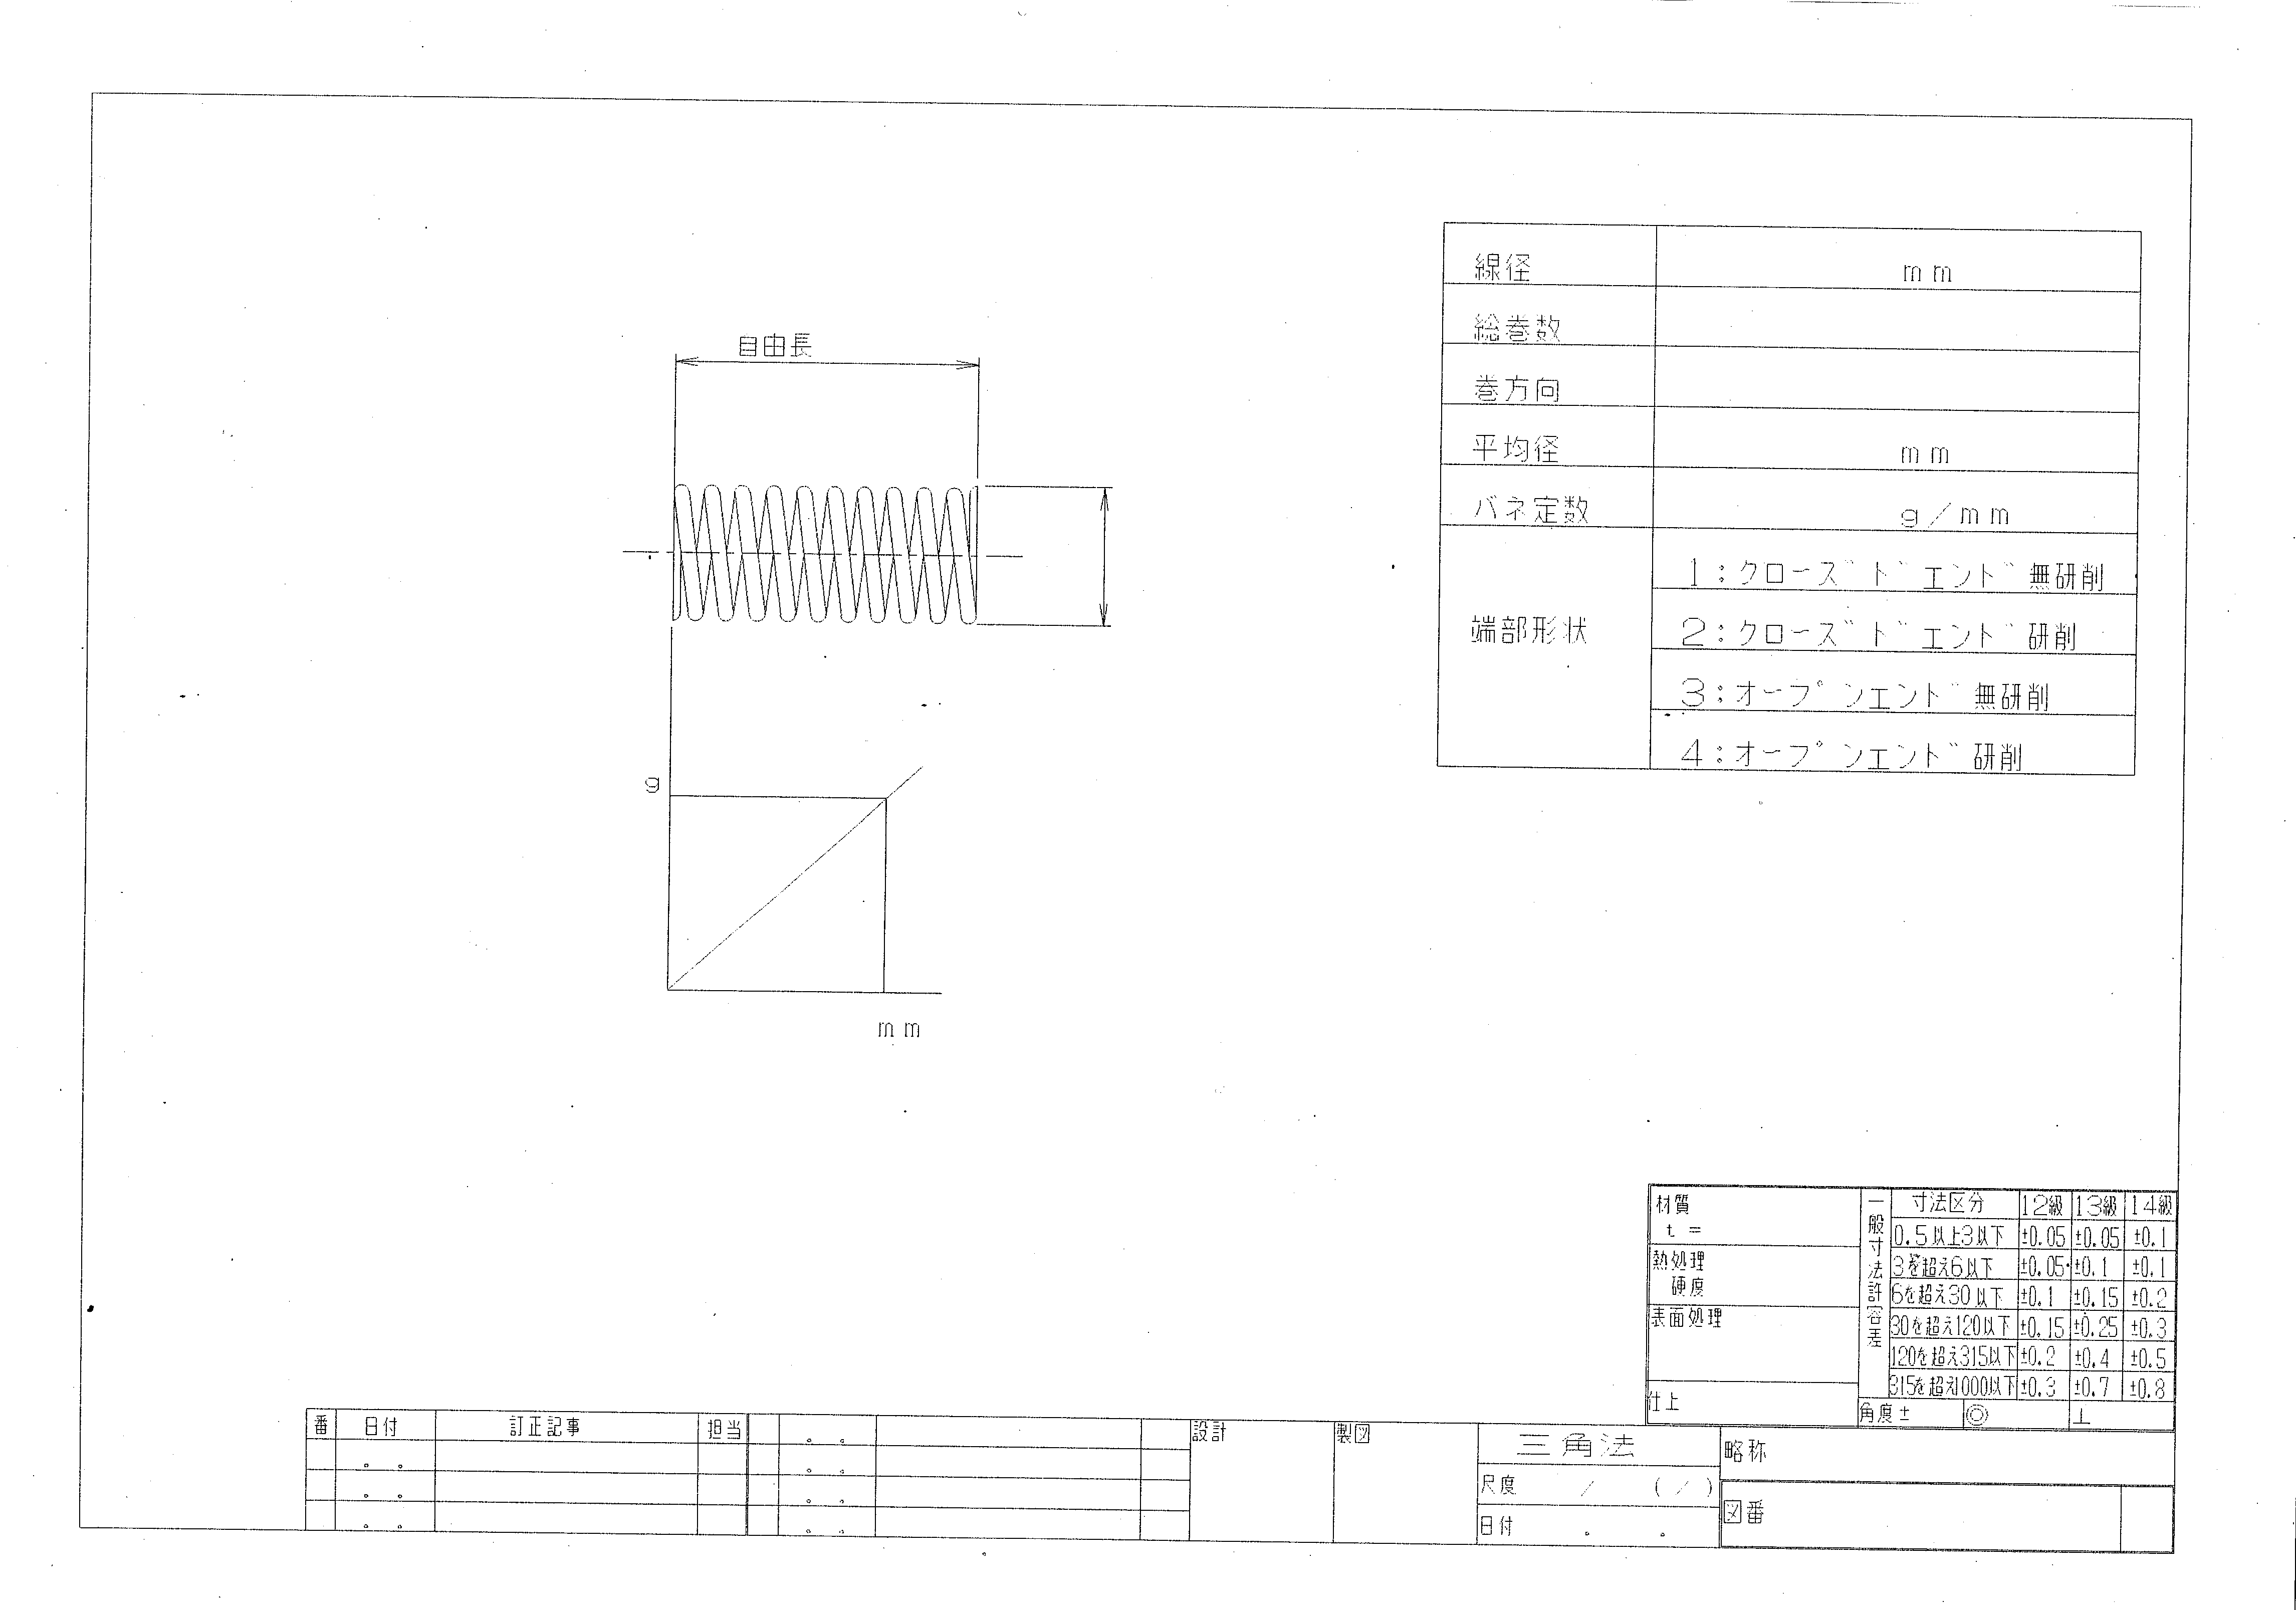 自由長
g
mm
線径 mm
総巻数
巻方向
平均径 mm
バネ定数 g/mm
端部形状
1:クローズドエンド無研削
2:クローズドエンド研削
3:オープンエンド無研削
4:オープンエンド研削
材質
t =
熱処理
硬度
表面処理
仕上
一般寸法許容差
寸法区分 12級 13級 14級
0.5以上3以下 ±0.05 ±0.05 ±0.1
3を超え6以下 ±0.05 ±0.1 ±0.1
6を超え30以下 ±0.1 ±0.15 ±0.2
30を超え120以下 ±0.15 ±0.25 ±0.3
120を超え315以下 ±0.2 ±0.4 ±0.5
315を超え1000以下 ±0.3 ±0.7 ±0.8
角度± ◎ ⊥
番 日付 訂正記事 担当
設計
製図
三角法
尺度 / ( / )
日付 . .
略称
図番